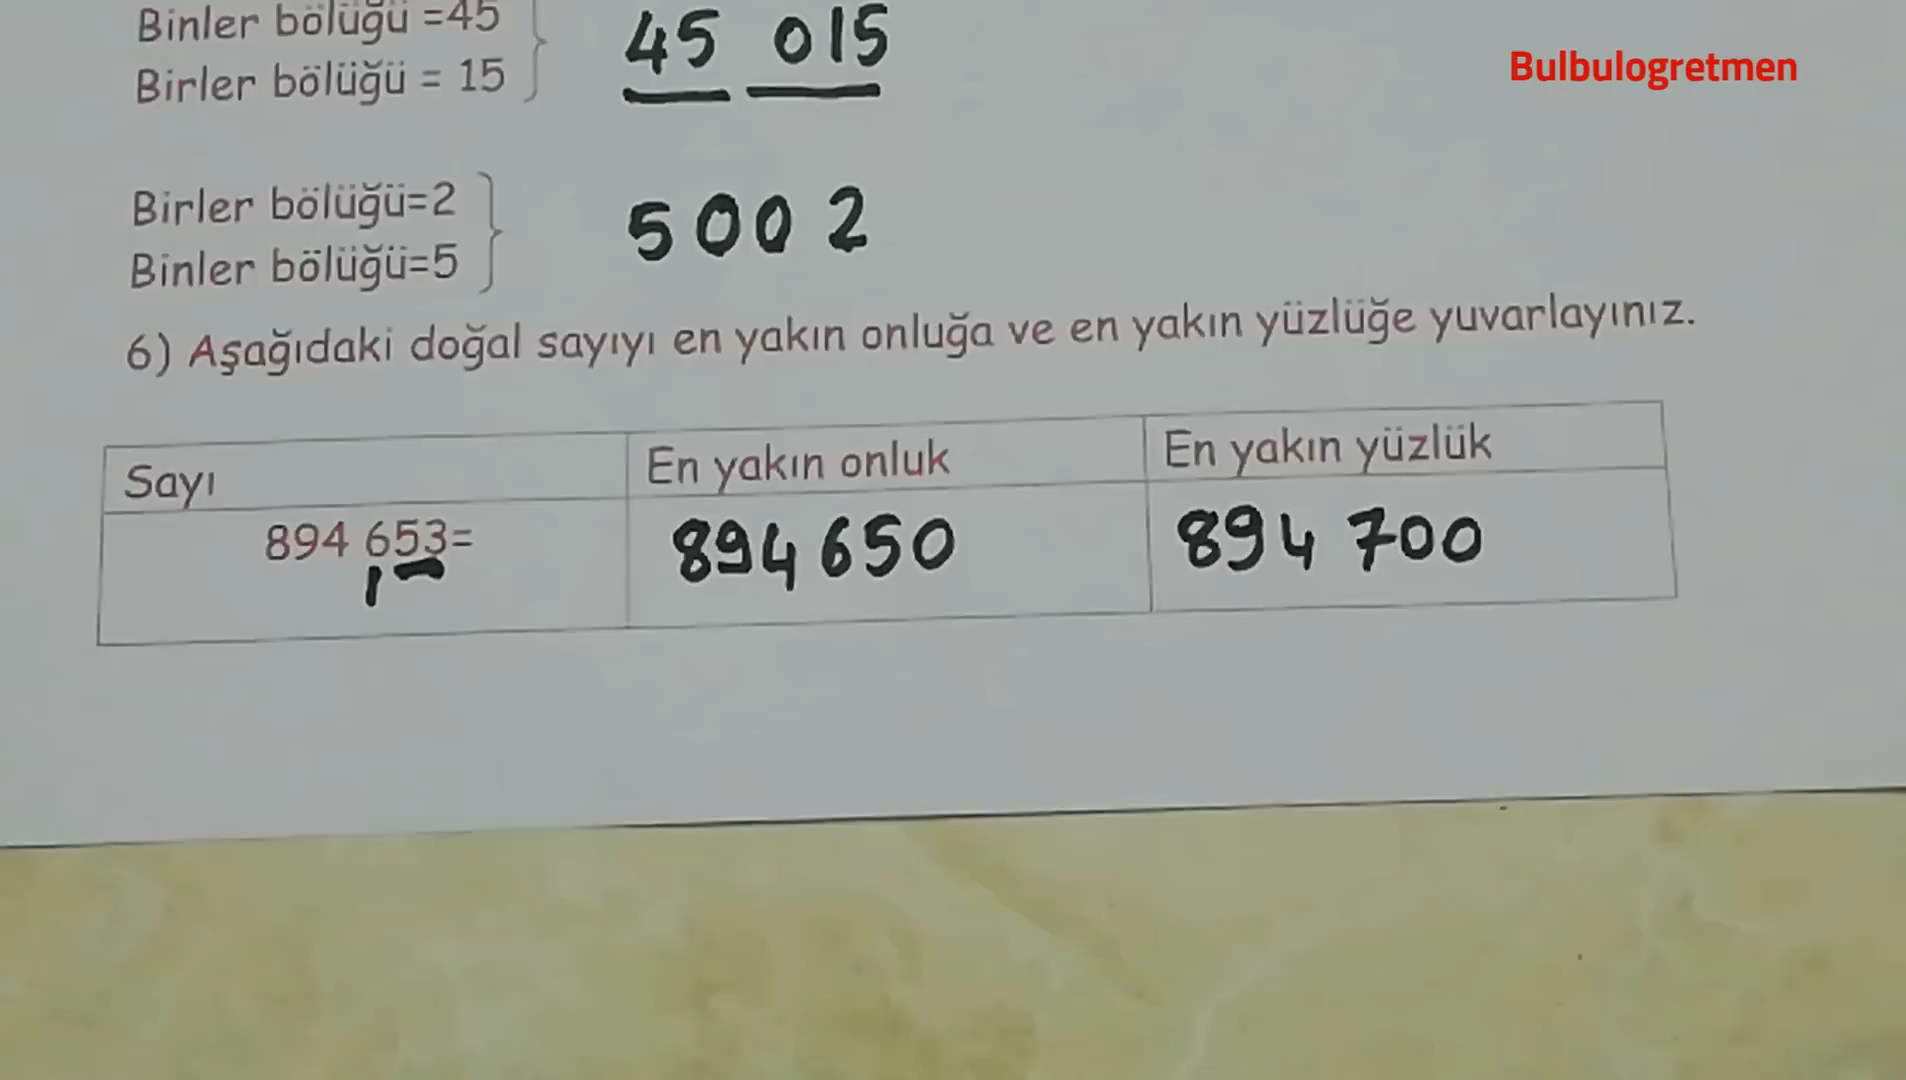 Binler bölüğü =45
45 015
Birler bölüğü = 15
Bulbulogretmen
Birler bölüğü=2
5002
Binler bölüğü=5
6) Aşağıdaki doğal sayıyı en yakın onluğa ve en yakın yüzlüğe yuvarlayınız.
Sayı En yakın onluk En yakın yüzlük
894 653= 894 650 894 700